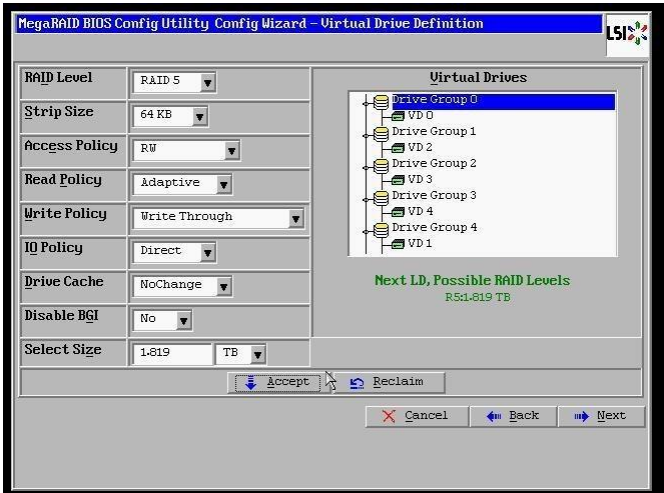 MegaRAID BIOS Config Utility Config Wizard – Virtual Drive Definition
LSI
RAID Level
RAID 5
Strip Size
64 KB
Access Policy
RW
Read Policy
Adaptive
Write Policy
Write Through
IO Policy
Direct
Drive Cache
NoChange
Disable BGI
No
Select Size
1.819
TB
Virtual Drives
Drive Group 0
VD 0
Drive Group 1
VD 2
Drive Group 2
VD 3
Drive Group 3
VD 4
Drive Group 4
VD 1
Next LD, Possible RAID Levels
R5:1.819 TB
Accept
Reclaim
Cancel
Back
Next